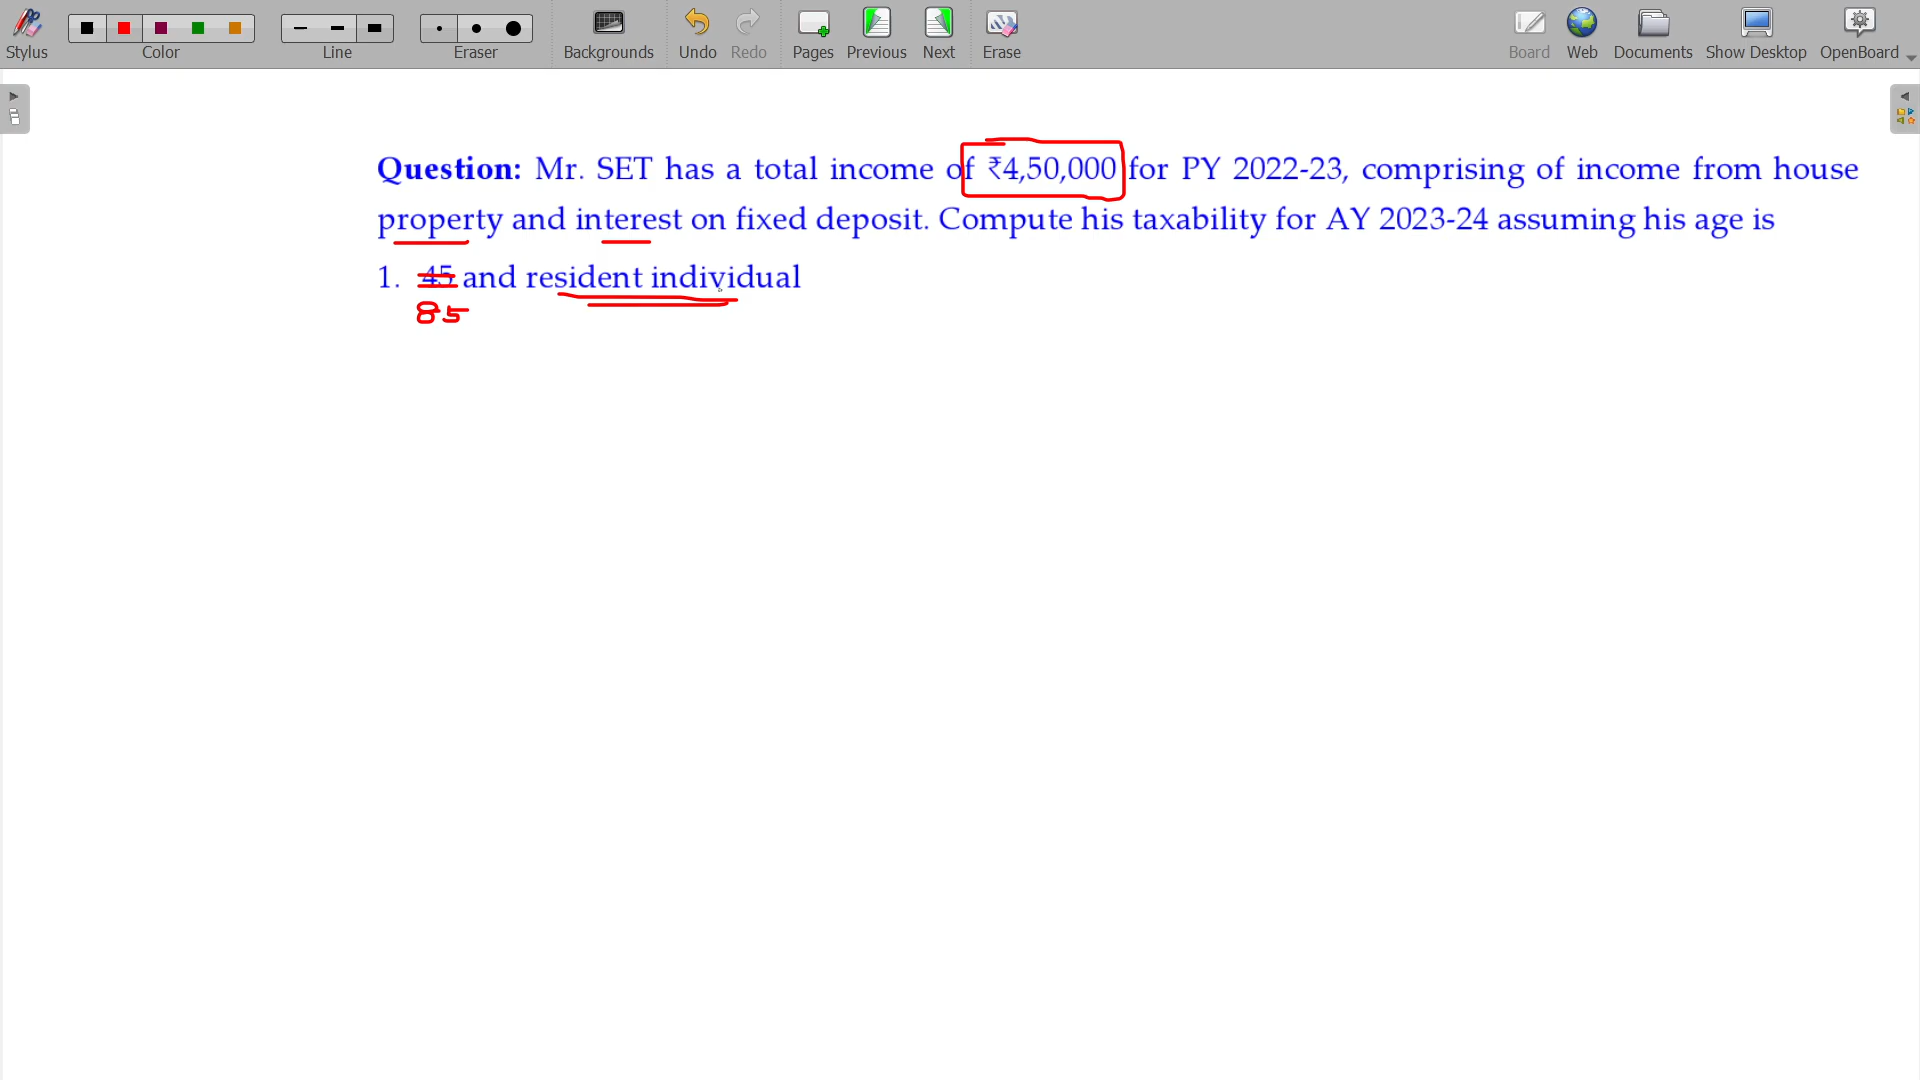 Stylus Color Line Eraser Backgrounds Undo Redo Pages Previous Next Erase Board Web Documents Show Desktop OpenBoard
Question: Mr. SET has a total income of ₹4,50,000 for PY 2022-23, comprising of income from house
property and interest on fixed deposit. Compute his taxability for AY 2023-24 assuming his age is
1. 45 and resident individual
85